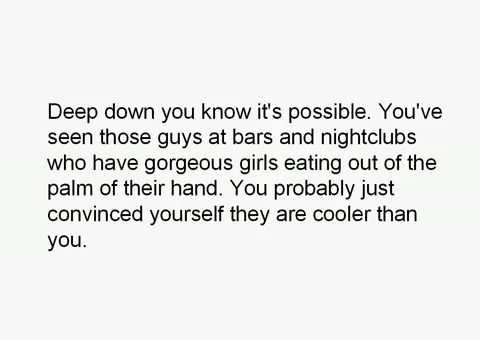 Deep down you know it's possible. You've
seen those guys at bars and nightclubs
who have gorgeous girls eating out of the
palm of their hand. You probably just
convinced yourself they are cooler than
you.